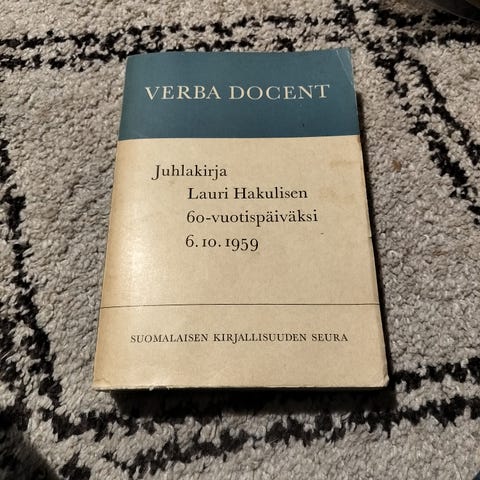 VERBA DOCENT
Juhlakirja
Lauri Hakulisen
60-vuotispäiväksi
6.10.1959
SUOMALAISEN KIRJALLISUUDEN SEURA